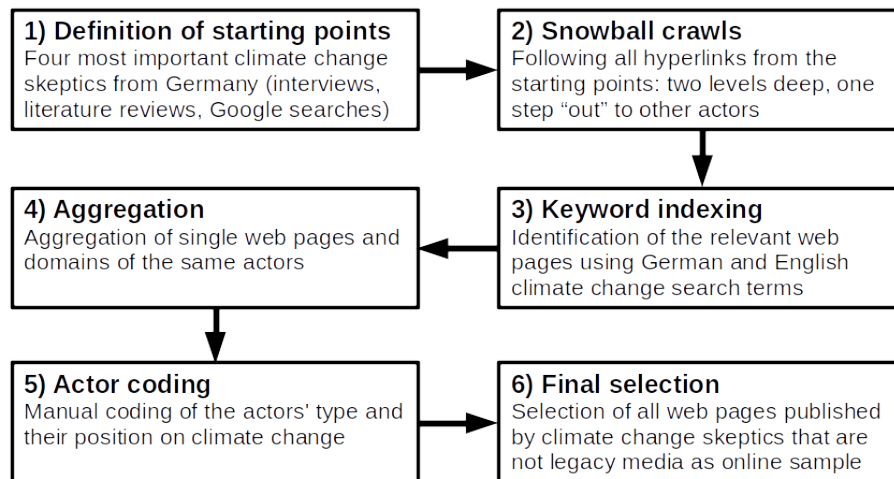 1) Definition of starting points
Four most important climate change
skeptics from Germany (interviews,
literature reviews, Google searches)
2) Snowball crawls
Following all hyperlinks from the
starting points: two levels deep, one
step “out” to other actors
3) Keyword indexing
Identification of the relevant web
pages using German and English
climate change search terms
4) Aggregation
Aggregation of single web pages and
domains of the same actors
5) Actor coding
Manual coding of the actors' type and
their position on climate change
6) Final selection
Selection of all web pages published
by climate change skeptics that are
not legacy media as online sample